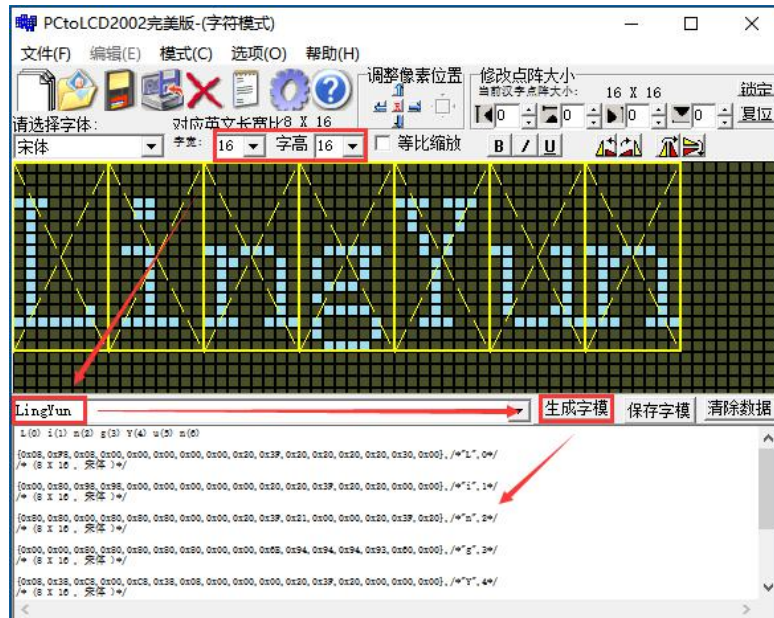 PCtoLCD2002完美版-(字符模式)
文件(F) 编辑(E) 模式(C) 选项(O) 帮助(H)
调整像素位置 修改点阵大小
当前汉字点阵大小: 16 X 16 锁定
请选择字体: 对应英文长宽比8 X 16 0 0 0 0 复位
宋体 字宽: 16 字高 16 等比缩放 B I U
LingYun
LingYun 生成字模 保存字模 清除数据
L(0) i(1) n(2) g(3) Y(4) u(5) n(6)
{0x08,0xF8,0x08,0x00,0x00,0x00,0x00,0x00,0x20,0x3F,0x20,0x20,0x20,0x20,0x30,0x00},/*"L",0*/
/* (8 X 16 , 宋体 )*/
{0x00,0x80,0x98,0x98,0x00,0x00,0x00,0x00,0x00,0x20,0x20,0x3F,0x20,0x20,0x00,0x00},/*"i",1*/
/* (8 X 16 , 宋体 )*/
{0x80,0x80,0x00,0x80,0x80,0x80,0x00,0x00,0x20,0x3F,0x21,0x00,0x00,0x20,0x3F,0x20},/*"n",2*/
/* (8 X 16 , 宋体 )*/
{0x00,0x00,0x80,0x80,0x80,0x80,0x80,0x00,0x00,0x6B,0x94,0x94,0x94,0x93,0x60,0x00},/*"g",3*/
/* (8 X 16 , 宋体 )*/
{0x08,0x38,0xC8,0x00,0xC8,0x38,0x08,0x00,0x00,0x00,0x20,0x3F,0x20,0x00,0x00,0x00},/*"Y",4*/
/* (8 X 16 , 宋体 )*/